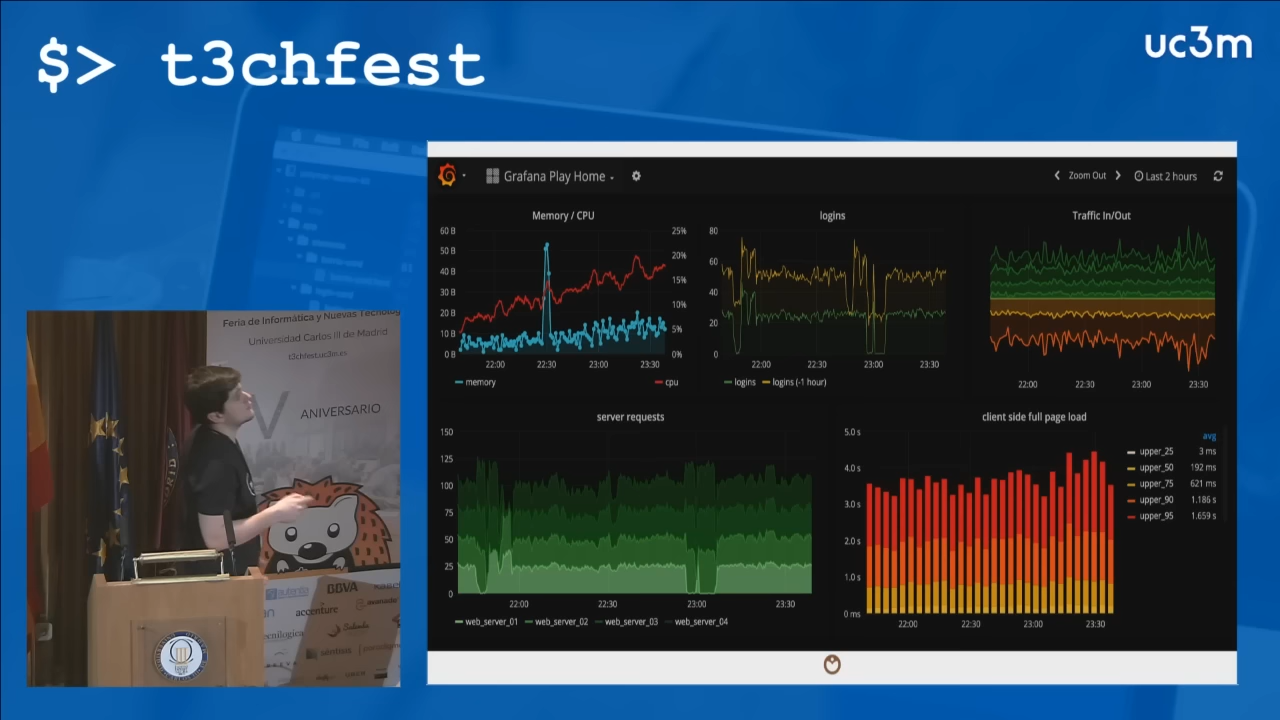 $> t3chfest
uc3m
Feria de Informática y Nuevas Tecnolog
Universidad Carlos III de Madrid
t3chfest.uc3m.es
V ANIVERSARIO
autentia
BBVA
accenture
Grafana Play Home
Zoom Out
Last 2 hours
Memory / CPU
60 B
50 B
40 B
30 B
20 B
10 B
0 B
25%
20%
15%
10%
5%
0%
22:00 22:30 23:00 23:30
memory cpu
logins
80
60
40
20
0
22:00 22:30 23:00 23:30
logins logins (-1 hour)
Traffic In/Out
22:00 22:30 23:00 23:30
server requests
150
125
100
75
50
25
0
22:00 22:30 23:00 23:30
web_server_01 web_server_02 web_server_03 web_server_04
client side full page load
5.0 s
4.0 s
3.0 s
2.0 s
1.0 s
0 ms
22:00 22:30 23:00 23:30
avg
upper_25 3 ms
upper_50 192 ms
upper_75 621 ms
upper_90 1.186 s
upper_95 1.659 s